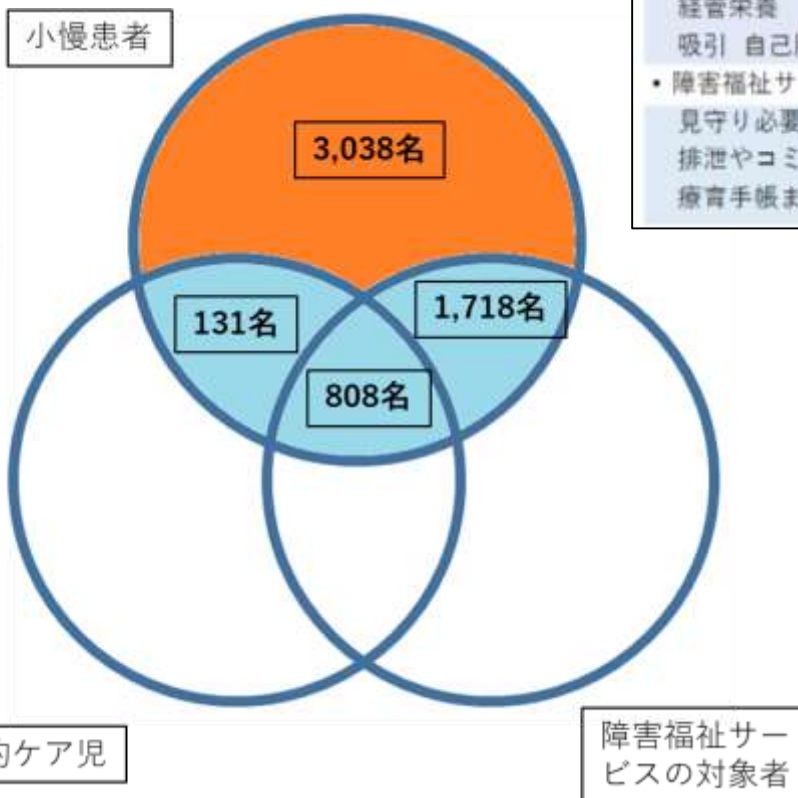 小慢患者
経管栄養
吸引 自己
• 障害福祉サ
見守り必要
排泄やコミ
療育手帳ま
3,038名
131名
1,718名
808名
的ケア児
障害福祉サー
ビスの対象者